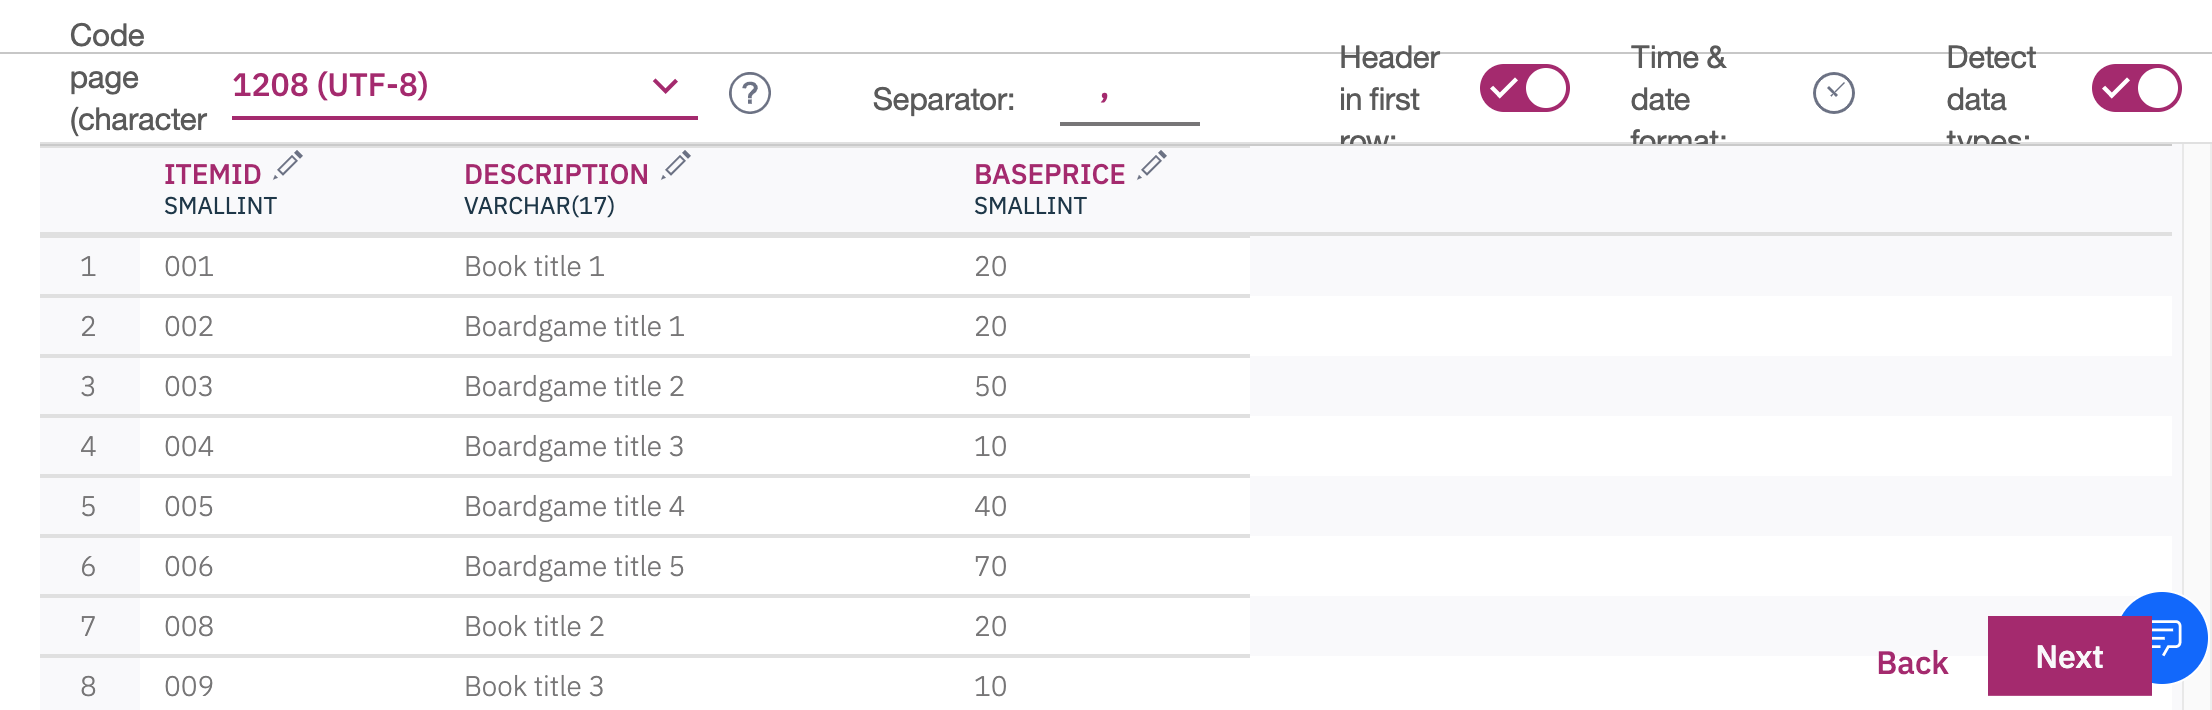 Code
page
(character
1208 (UTF-8)
?
Separator:
,
Header
in first
row:
Time &
date
format:
Detect
data
types:
ITEMID DESCRIPTION BASEPRICE
SMALLINT VARCHAR(17) SMALLINT
1 001 Book title 1 20
2 002 Boardgame title 1 20
3 003 Boardgame title 2 50
4 004 Boardgame title 3 10
5 005 Boardgame title 4 40
6 006 Boardgame title 5 70
7 008 Book title 2 20
8 009 Book title 3 10
Back Next